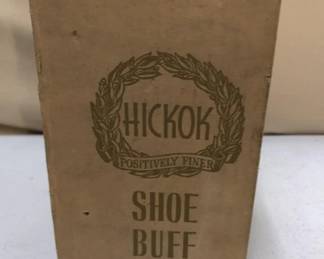 HICKOK
POSITIVELY FINER
SHOE
BUFF